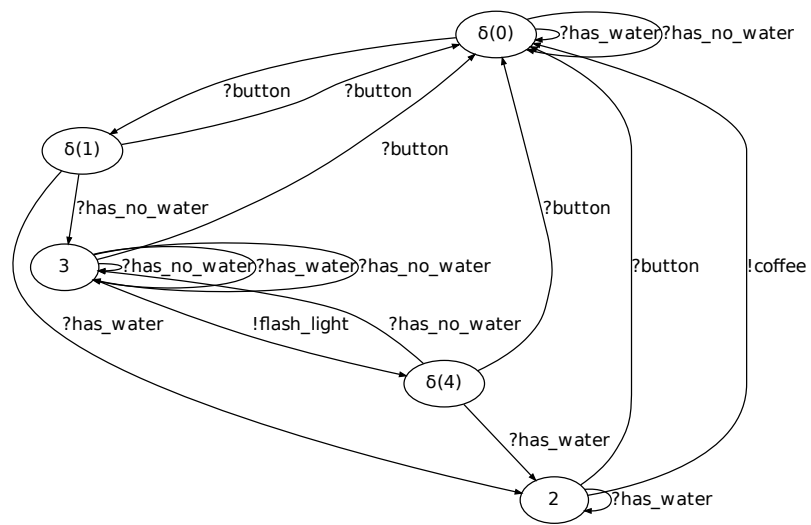 δ(0)
?has_water
?has_no_water
?button
?button
δ(1)
?button
?has_no_water
?button
3
?has_no_water
?has_water
?has_no_water
?button
!coffee
?has_water
!flash_light
?has_no_water
δ(4)
?has_water
2
?has_water